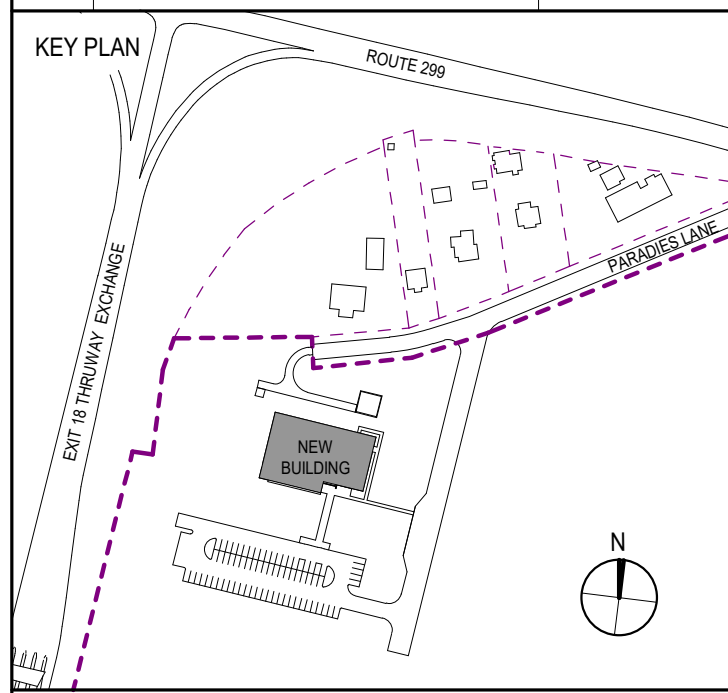 KEY PLAN
ROUTE 299
PARADIES LANE
EXIT 18 THRUWAY EXCHANGE
NEW
BUILDING
N